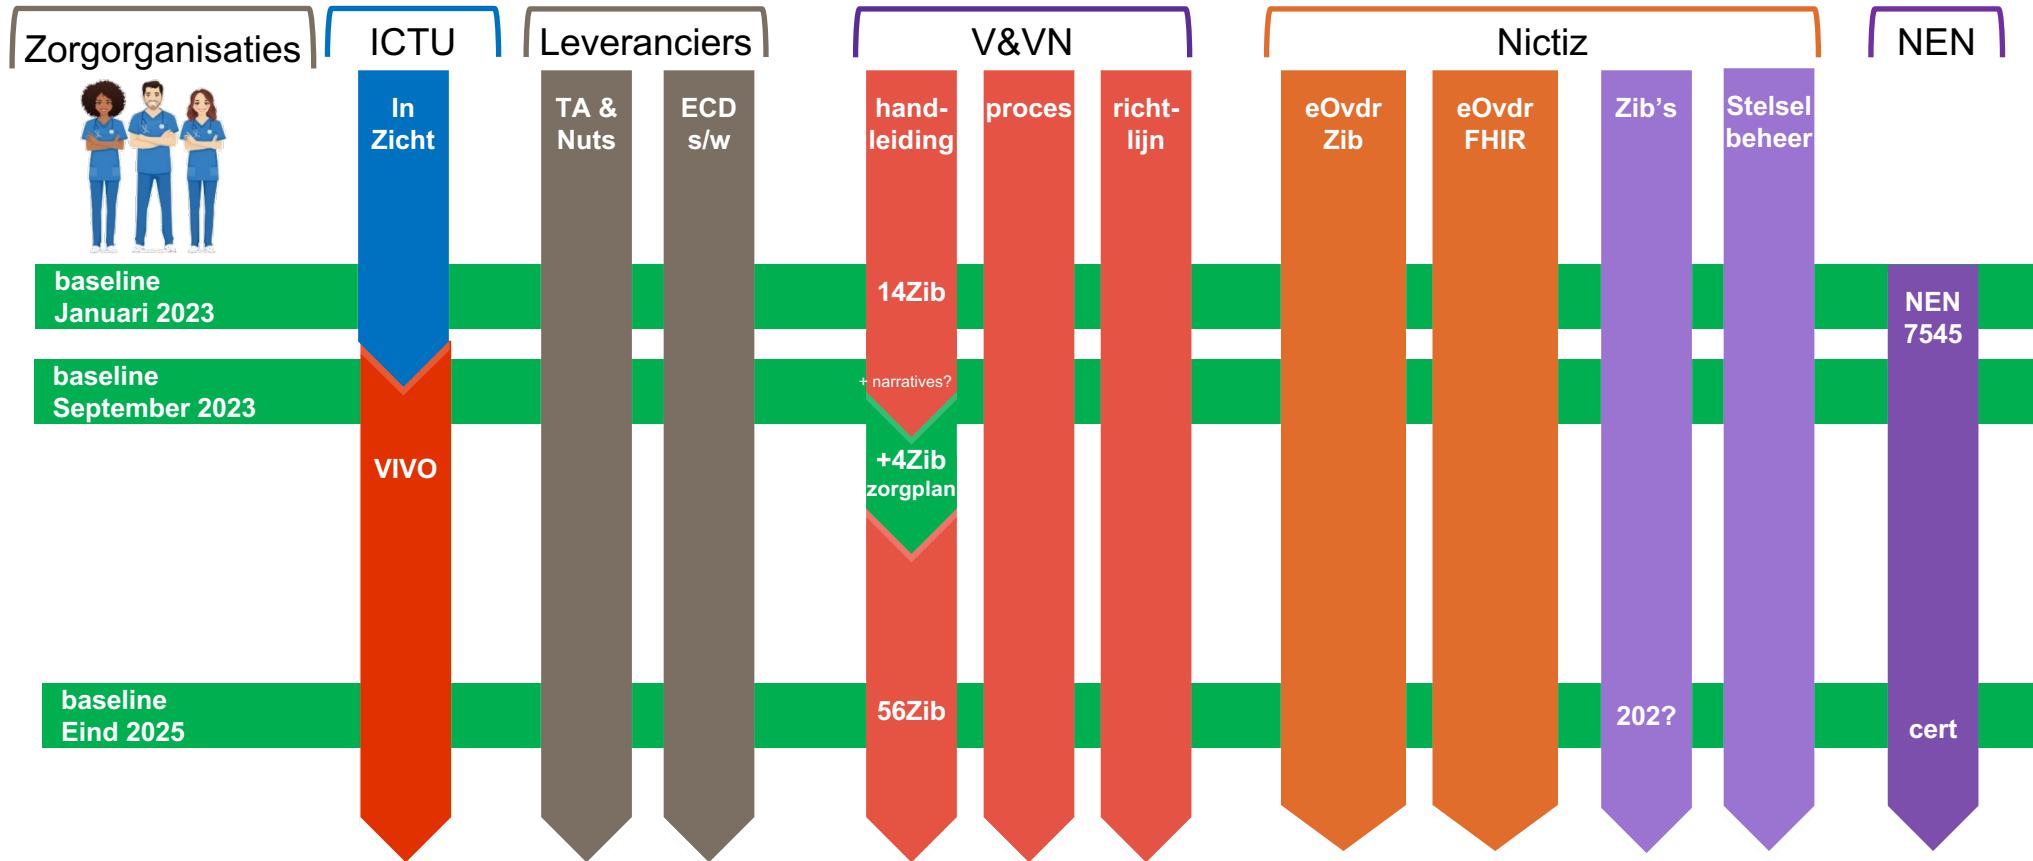 Zorgorganisaties
ICTU
Leveranciers
V&VN
Nictiz
NEN
In
Zicht
TA &
Nuts
ECD
s/w
hand-
leiding
proces
richt-
lijn
eOvdr
Zib
eOvdr
FHIR
Zib's
Stelsel
beheer
baseline
Januari 2023
14Zib
NEN
7545
baseline
September 2023
+ narratives?
VIVO
+4Zib
zorgplan
baseline
Eind 2025
56Zib
202?
cert